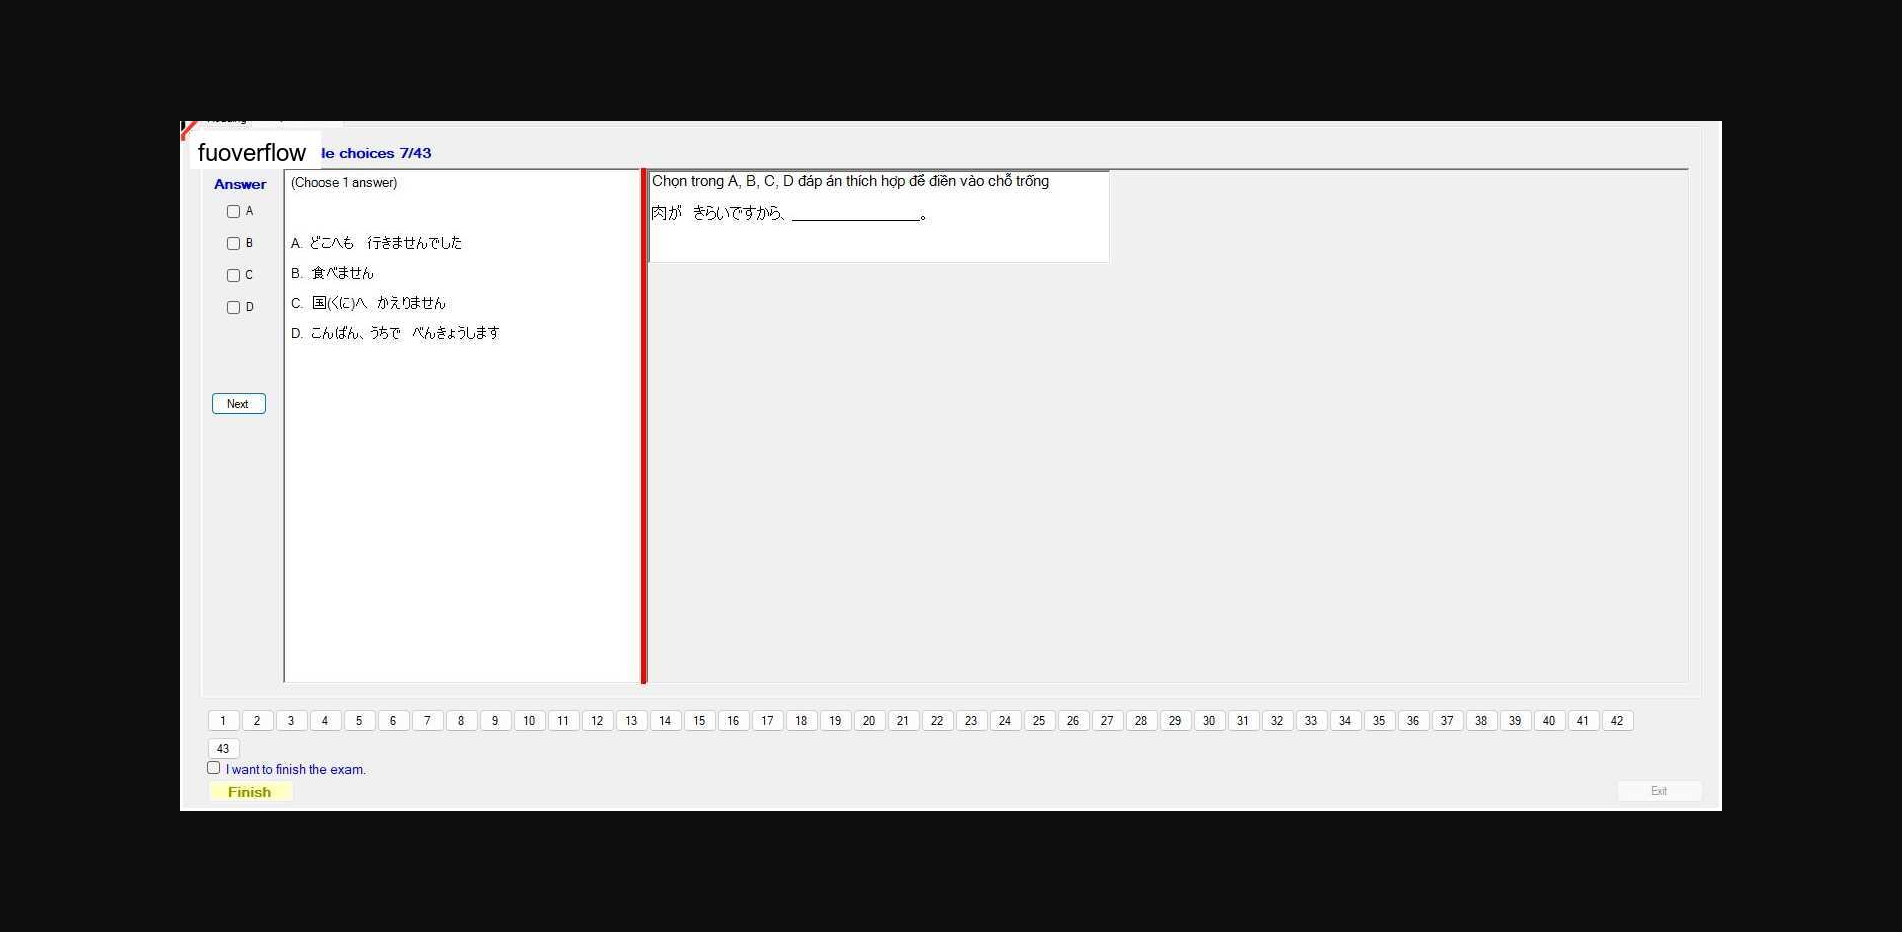 fuoverflow le choices 7/43
Answer
(Choose 1 answer)
A
B
C
D
A. どこへも 行きませんでした
B. 食べません
C. 国(くに)へ かえりません
D. こんばん、うちで べんきょうします
Next
Chọn trong A, B, C, D đáp án thích hợp để điền vào chỗ trống
肉が きらいですから、________________。
1 2 3 4 5 6 7 8 9 10 11 12 13 14 15 16 17 18 19 20 21 22 23 24 25 26 27 28 29 30 31 32 33 34 35 36 37 38 39 40 41 42
43
I want to finish the exam.
Finish
Exit